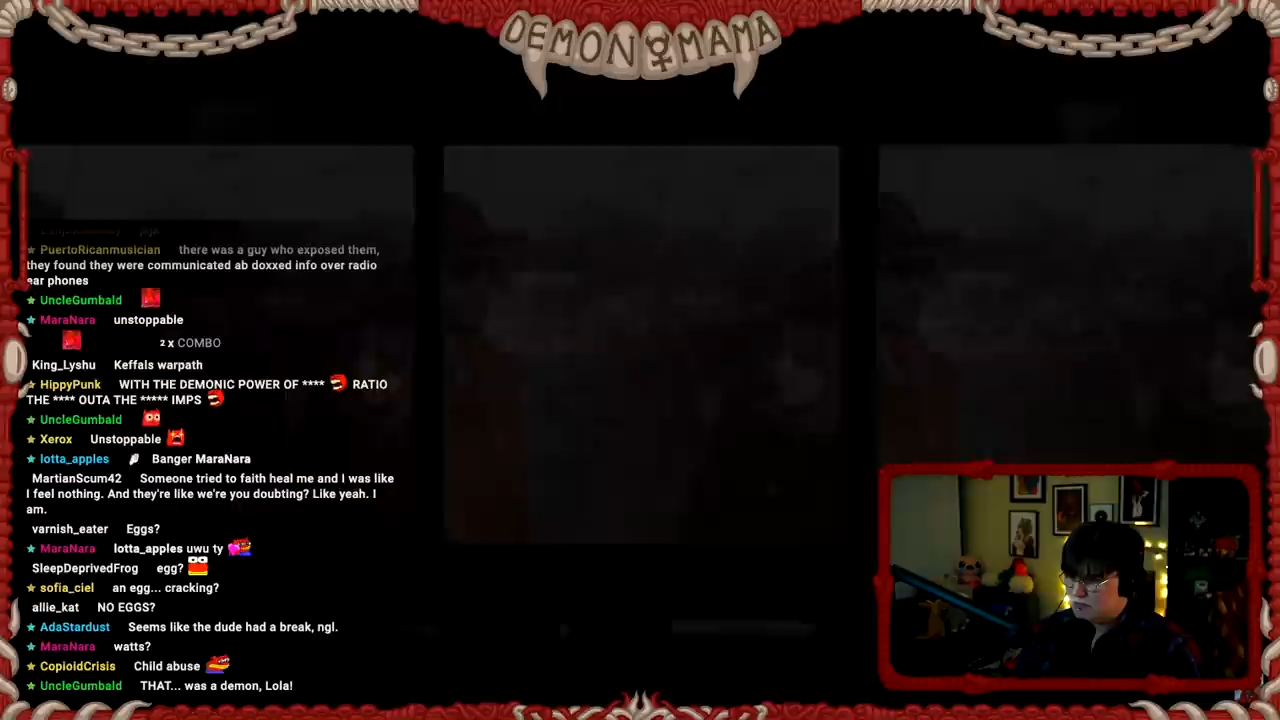 DEMON MAMA
PuertoRicanmusician there was a guy who exposed them,
they found they were communicated ab doxxed info over radio
ear phones
UncleGumbald
MaraNara unstoppable
2 x COMBO
King_Lyshu Keffals warpath
HippyPunk WITH THE DEMONIC POWER OF **** RATIO
THE **** OUTA THE ***** IMPS
UncleGumbald
Xerox Unstoppable
lotta_apples Banger MaraNara
MartianScum42 Someone tried to faith heal me and I was like
I feel nothing. And they're like we're you doubting? Like yeah. I
am.
varnish_eater Eggs?
MaraNara lotta_apples uwu ty
SleepDeprivedFrog egg?
sofia_ciel an egg... cracking?
allie_kat NO EGGS?
AdaStardust Seems like the dude had a break, ngl.
MaraNara watts?
CopioidCrisis Child abuse
UncleGumbald THAT... was a demon, Lola!